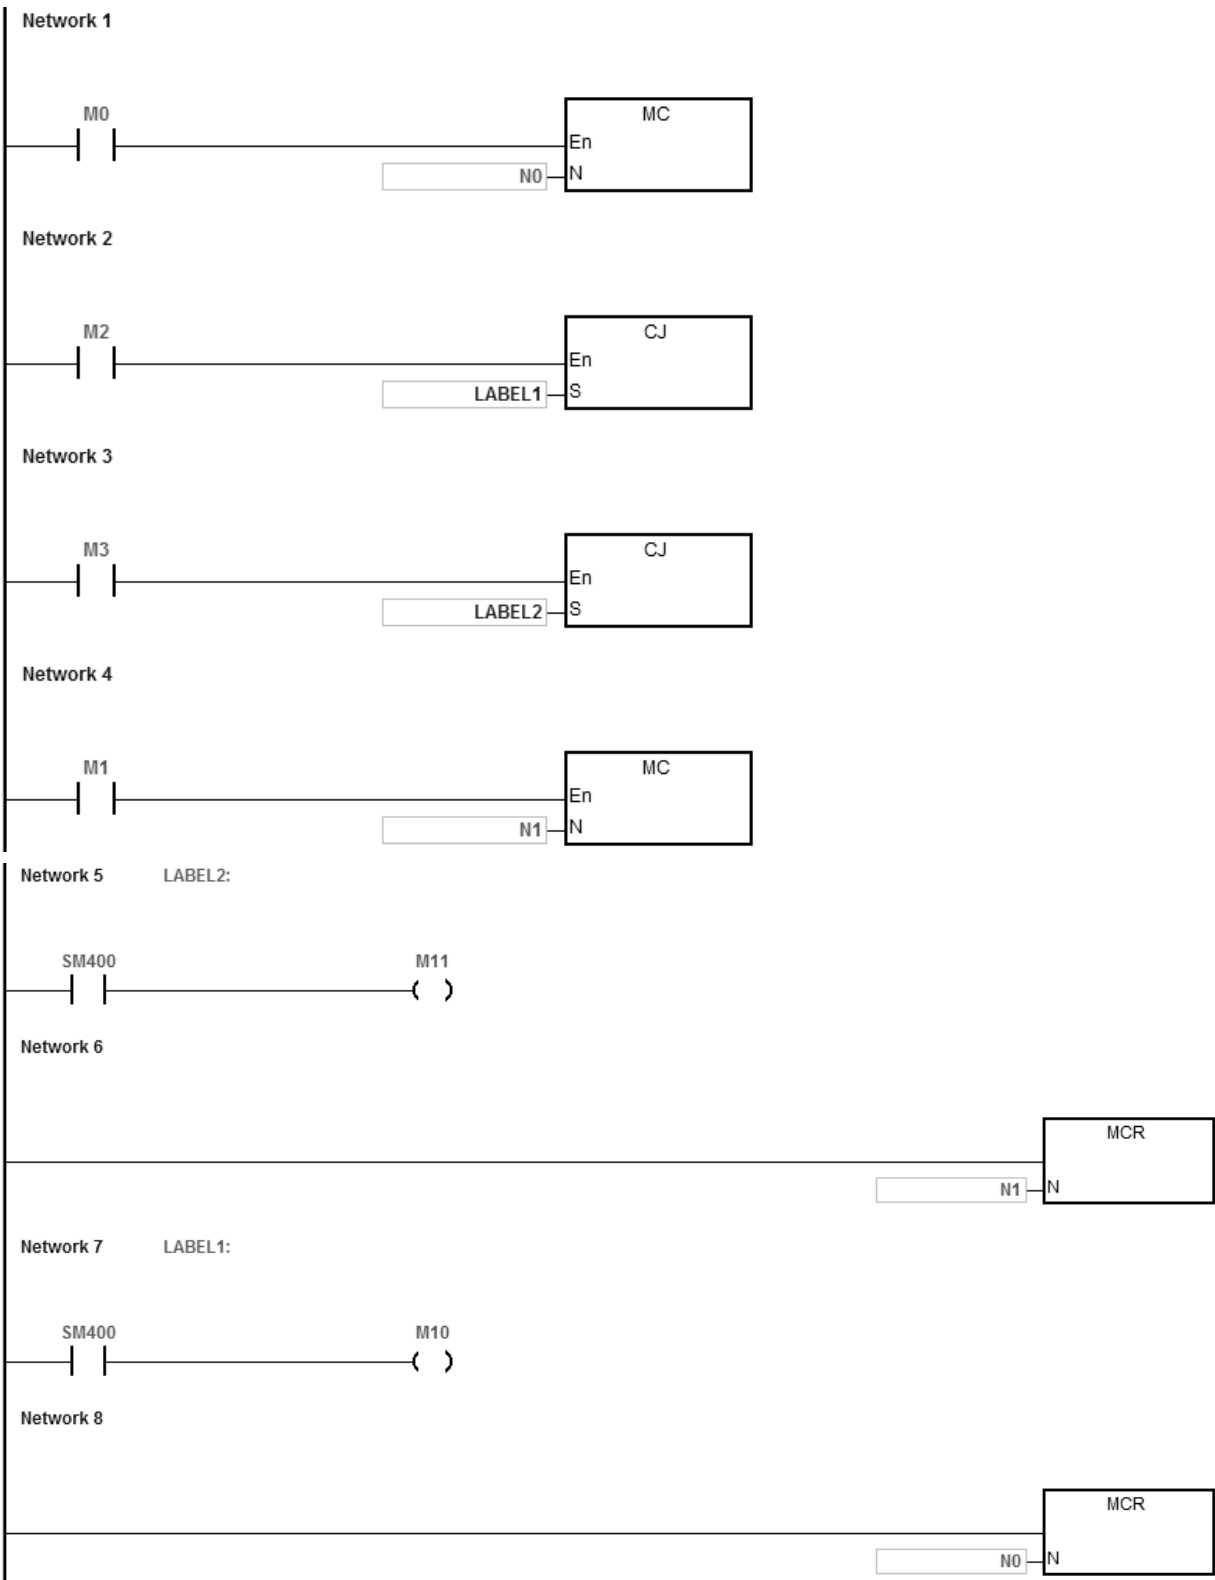 Network 1
M0
MC
En
N0 N
Network 2
M2
CJ
En
LABEL1 S
Network 3
M3
CJ
En
LABEL2 S
Network 4
M1
MC
En
N1 N
Network 5 LABEL2:
SM400 M11
Network 6
MCR
N1 N
Network 7 LABEL1:
SM400 M10
Network 8
MCR
N0 N